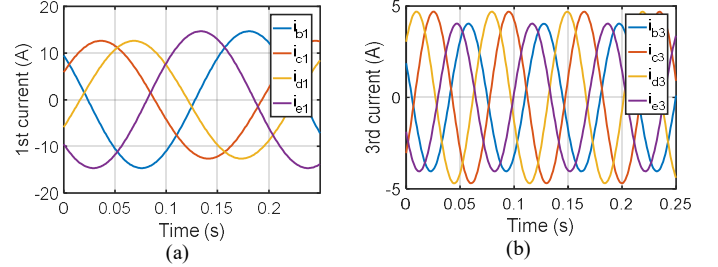 20
10
0
-10
-20
1st current (A)
0
0.05
0.1
0.15
0.2
Time (s)
i_b1
i_c1
i_d1
i_e1
(a)
5
0
-5
3rd current (A)
0
0.05
0.1
0.15
0.2
0.25
Time (s)
i_b3
i_c3
i_d3
i_e3
(b)